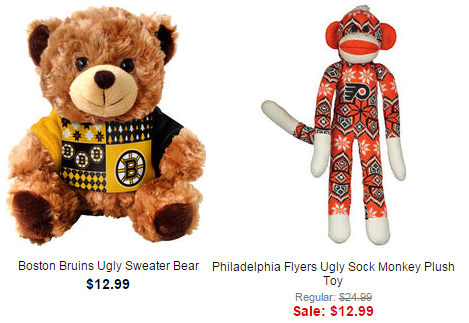 Boston Bruins Ugly Sweater Bear
$12.99
Philadelphia Flyers Ugly Sock Monkey Plush
Toy
Regular: $24.99
Sale: $12.99